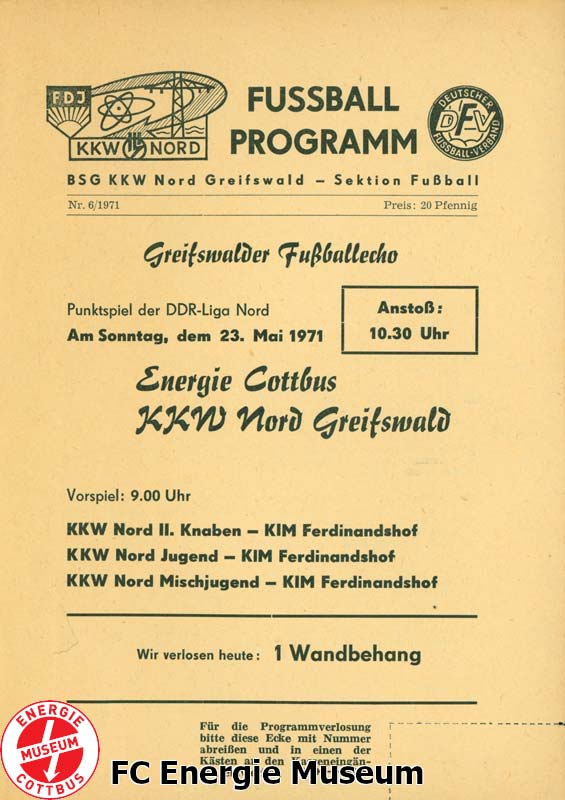 FDJ
KKW NORD
FUSSBALL
PROGRAMM
DEUTSCHER
DFV
FUSSBALL-VERBAND
BSG KKW Nord Greifswald – Sektion Fußball
Nr. 6/1971
Preis: 20 Pfennig
Greifswalder Fußballecho
Punktspiel der DDR-Liga Nord
Am Sonntag, dem 23. Mai 1971
Anstoß:
10.30 Uhr
Energie Cottbus
KKW Nord Greifswald
Vorspiel: 9.00 Uhr
KKW Nord II. Knaben – KIM Ferdinandshof
KKW Nord Jugend – KIM Ferdinandshof
KKW Nord Mischjugend – KIM Ferdinandshof
Wir verlosen heute: 1 Wandbehang
Für die Programmverlosung
bitte diese Ecke mit Nummer
abreißen und in einen der
Kästen an den Kasseneingän-
ENERGIE
MUSEUM
COTTBUS
FC Energie Museum